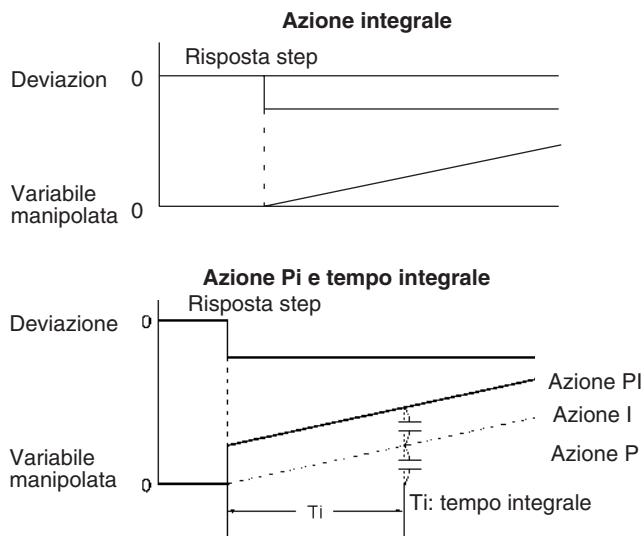 Azione integrale
Risposta step
Deviazion 0
Variabile
manipolata 0
Azione Pi e tempo integrale
Risposta step
Deviazione 0
Azione PI
Azione I
Azione P
Variabile
manipolata 0
Ti
Ti: tempo integrale